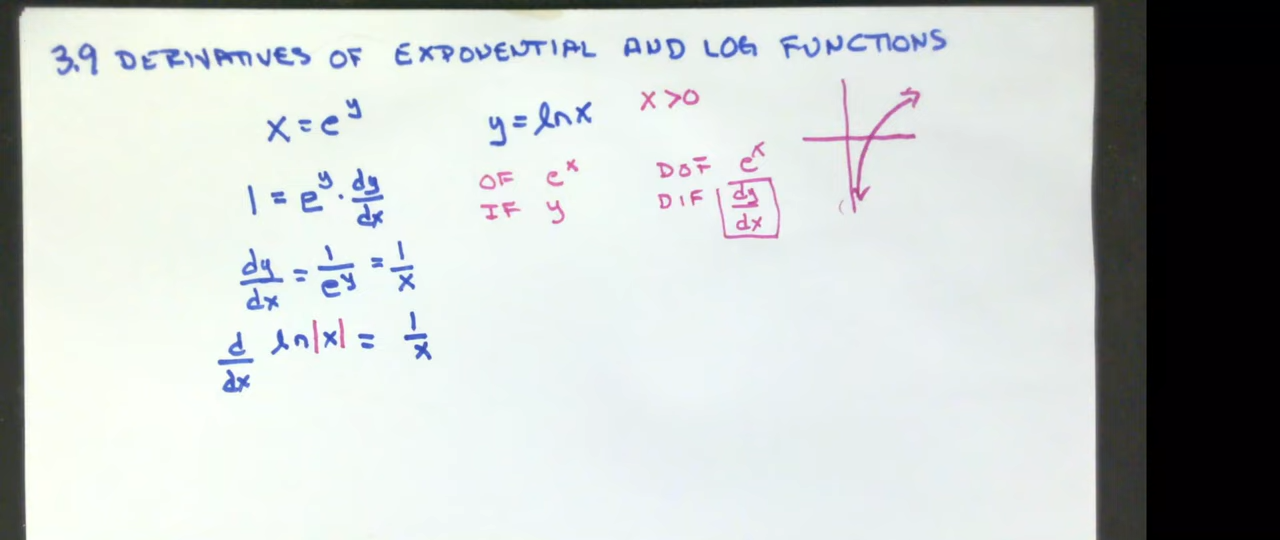 3.9 DERIVATIVES OF EXPONENTIAL AND LOG FUNCTIONS
x = e^y y = ln x x > 0
1 = e^y · dy/dx
OF e^x DOF e^x
IF y DIF dy/dx
dy/dx = 1/e^y = 1/x
d/dx ln|x| = 1/x